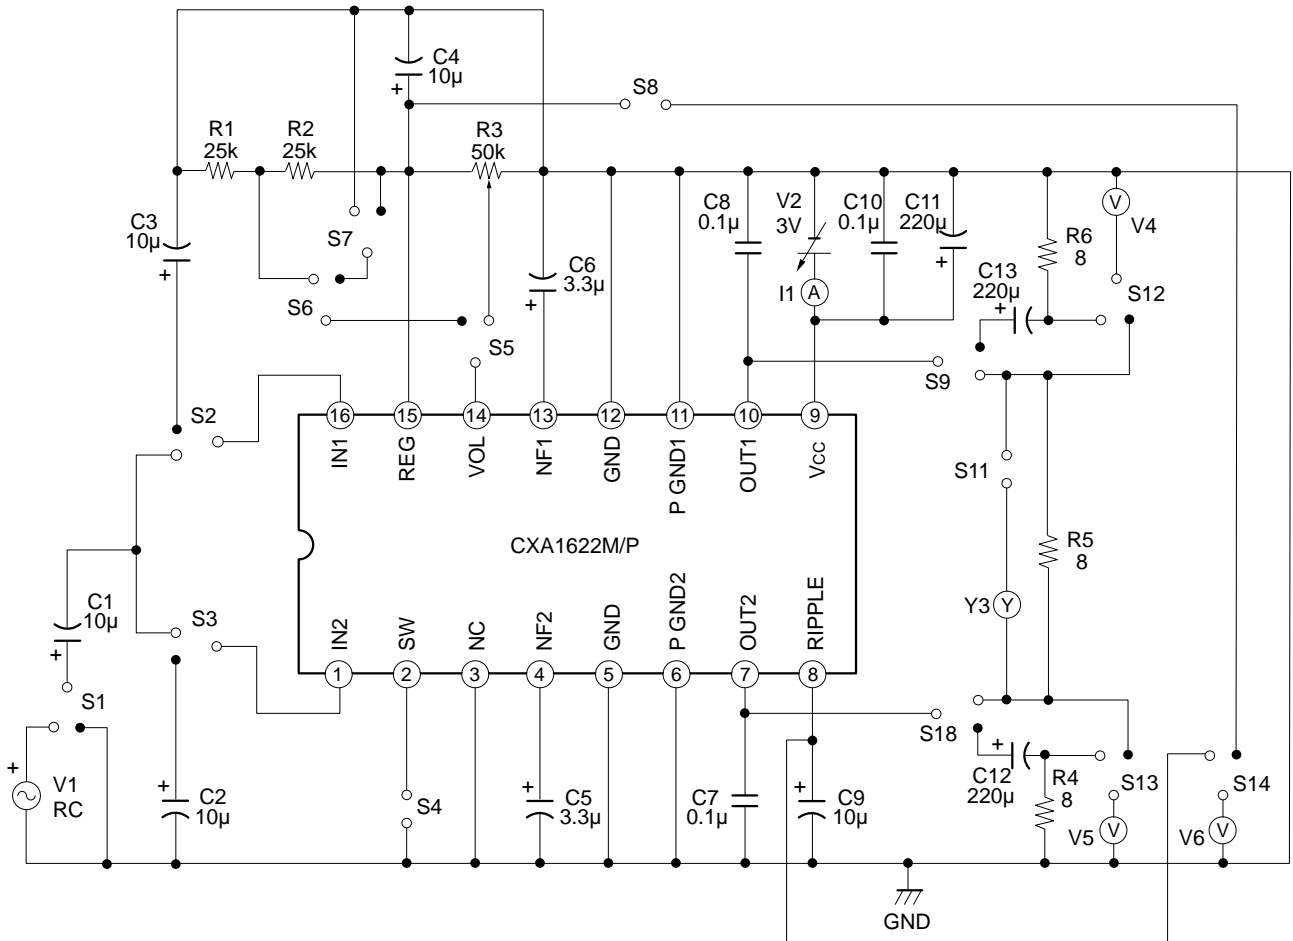 C4
10µ
S8
R1
25k
R2
25k
R3
50k
C3
10µ
+
+
S7
S6
S5
C6
3.3µ
+
C8
0.1µ
V2
3V
I1
A
C10
0.1µ
C11
220µ
+
R6
8
V
V4
C13
220µ
+
S12
S9
S2
16
15
14
13
12
11
10
9
IN1
REG
VOL
NF1
GND
P GND1
OUT1
Vcc
S11
CXA1622M/P
R5
8
Y3
Y
C1
10µ
+
S3
IN2
SW
NC
NF2
GND
P GND2
OUT2
RIPPLE
1
2
3
4
5
6
7
8
S1
S18
+
V1
RC
+
C2
10µ
S4
+
C5
3.3µ
C7
0.1µ
+
C9
10µ
+
C12
220µ
R4
8
S13
V5
V
S14
V6
V
GND